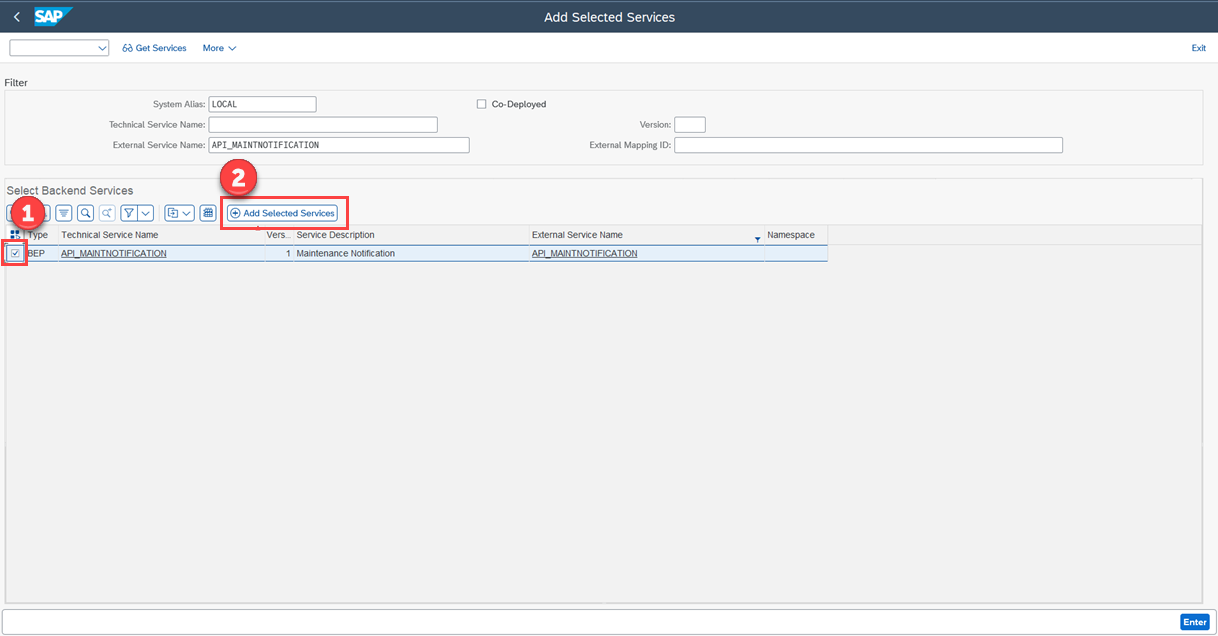 SAP Add Selected Services
Get Services More Exit
Filter
System Alias: LOCAL Co-Deployed
Technical Service Name: Version:
External Service Name: API_MAINTNOTIFICATION External Mapping ID:
2
Select Backend Services
1 Add Selected Services
Type Technical Service Name Vers... Service Description External Service Name Namespace
BEP API_MAINTNOTIFICATION 1 Maintenance Notification API_MAINTNOTIFICATION
Enter